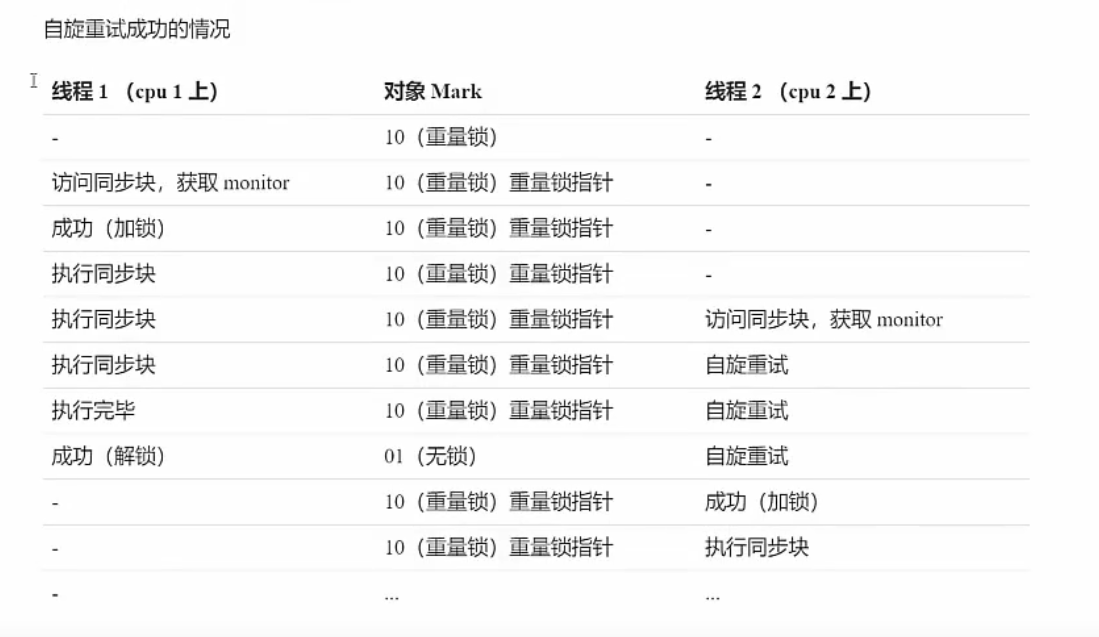 自旋重试成功的情况
线程 1 （cpu 1 上） 对象 Mark 线程 2 （cpu 2 上）
- 10（重量锁） -
访问同步块，获取 monitor 10（重量锁）重量锁指针 -
成功（加锁） 10（重量锁）重量锁指针 -
执行同步块 10（重量锁）重量锁指针 -
执行同步块 10（重量锁）重量锁指针 访问同步块，获取 monitor
执行同步块 10（重量锁）重量锁指针 自旋重试
执行完毕 10（重量锁）重量锁指针 自旋重试
成功（解锁） 01（无锁） 自旋重试
- 10（重量锁）重量锁指针 成功（加锁）
- 10（重量锁）重量锁指针 执行同步块
- ... ...